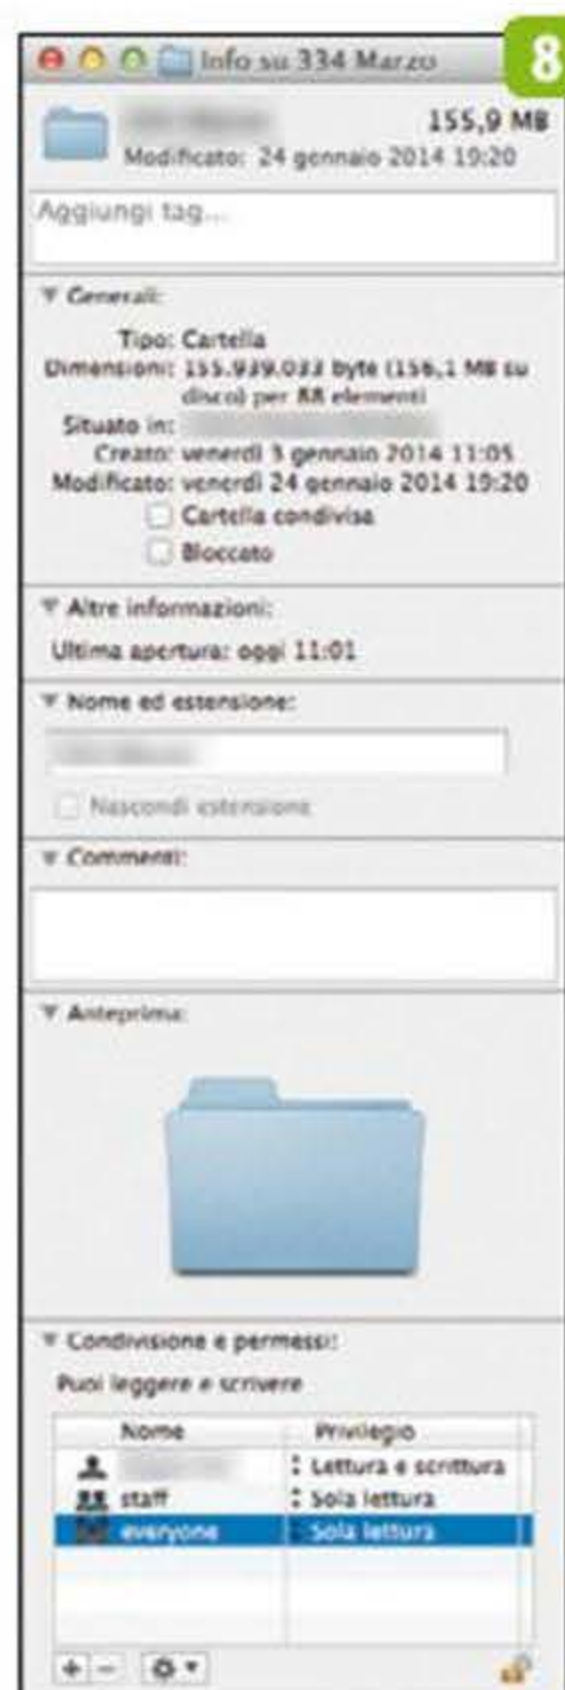 Info su 334 Marzo
8
155,9 MB
Modificato: 24 gennaio 2014 19:20
Aggiungi tag...
Generali:
Tipo: Cartella
Dimensioni: 155.939.033 byte (156,1 MB su
disco) per 88 elementi
Situato in:
Creato: venerdì 3 gennaio 2014 11:05
Modificato: venerdì 24 gennaio 2014 19:20
Cartella condivisa
Bloccato
Altre informazioni:
Ultima apertura: oggi 11:01
Nome ed estensione:
Nascondi estensione
Commenti:
Anteprima:
Condivisione e permessi:
Puoi leggere e scrivere
Nome Privilegio
Lettura e scrittura
staff Sola lettura
everyone Sola lettura